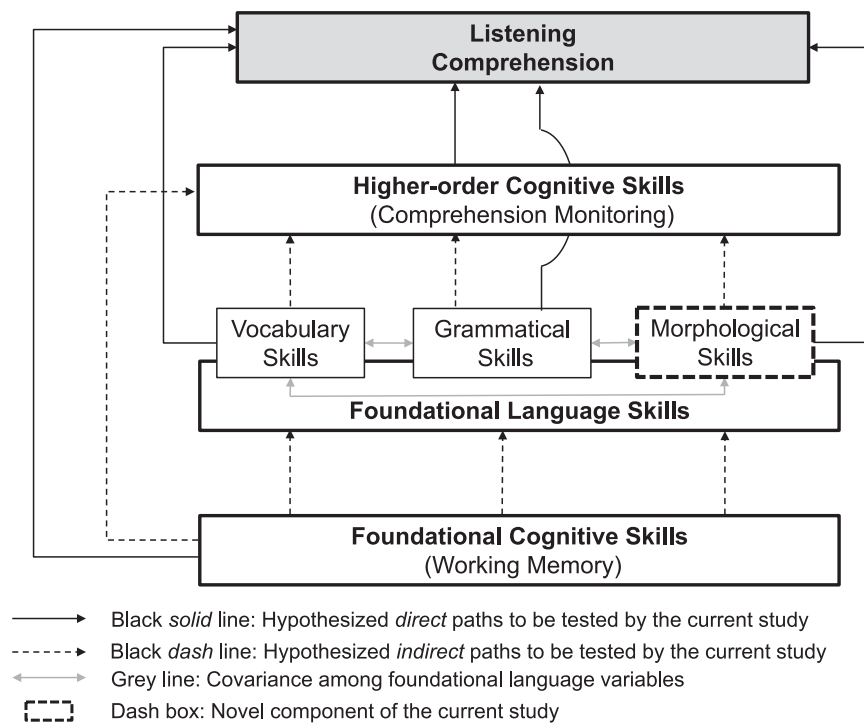 Listening
Comprehension
Higher-order Cognitive Skills
(Comprehension Monitoring)
Vocabulary
Skills
Grammatical
Skills
Morphological
Skills
Foundational Language Skills
Foundational Cognitive Skills
(Working Memory)
Black solid line: Hypothesized direct paths to be tested by the current study
Black dash line: Hypothesized indirect paths to be tested by the current study
Grey line: Covariance among foundational language variables
Dash box: Novel component of the current study